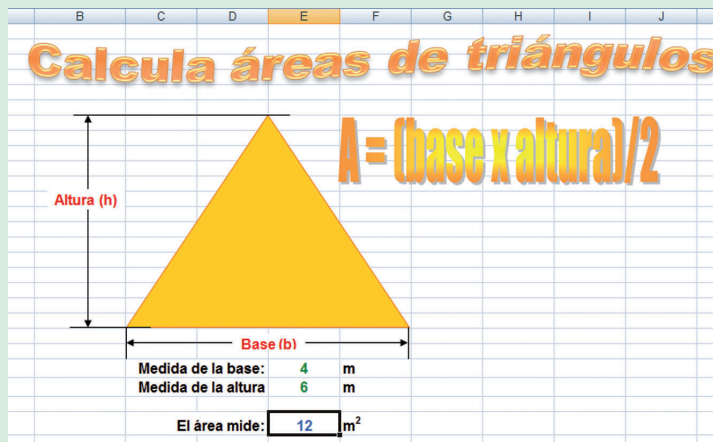 B C D E F G H I J
Calcula áreas de triángulos
A = (base x altura)/2
Altura (h)
Base (b)
Medida de la base: 4 m
Medida de la altura 6 m
El área mide: 12 m²